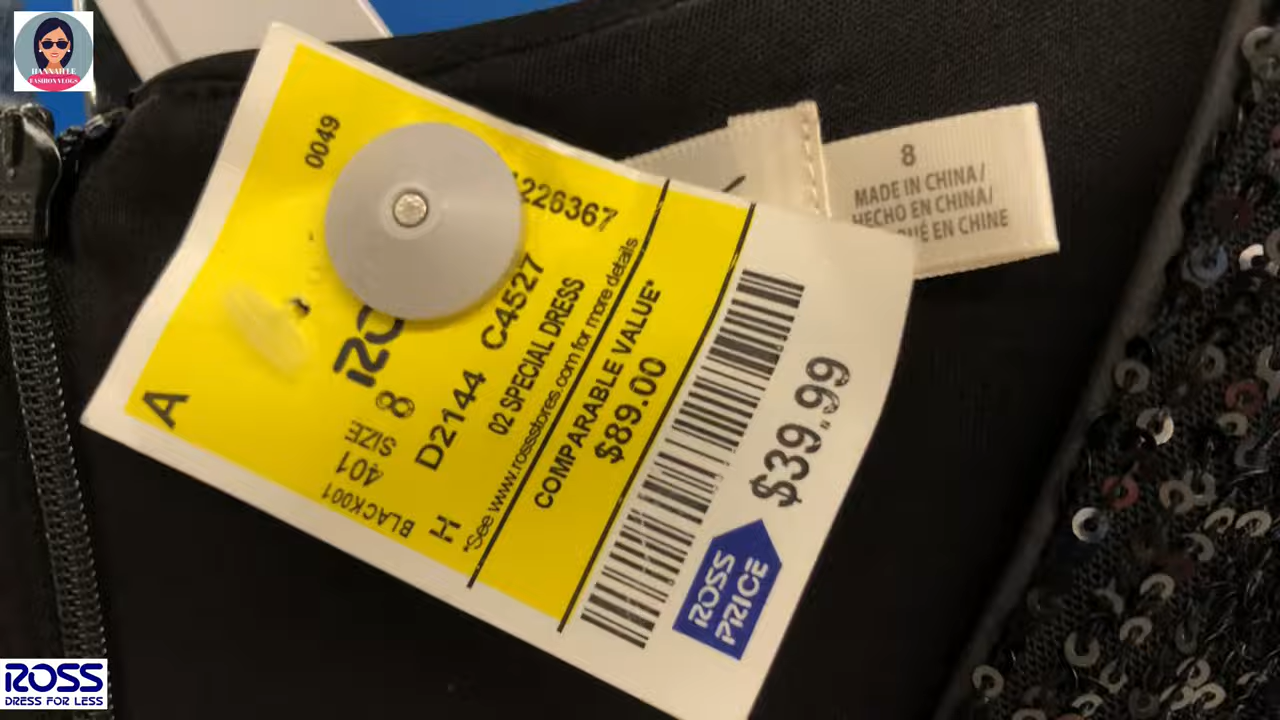 HANNAH LEE
FASHION VLOGS
0049
226367
A
SIZE 8
401
BLACK001
D2144 C4527
H
02 SPECIAL DRESS
*See www.rossstores.com for more details
COMPARABLE VALUE*
$89.00
$39.99
ROSS
PRICE
8
MADE IN CHINA/
HECHO EN CHINA/
EN CHINE
ROSS
DRESS FOR LESS